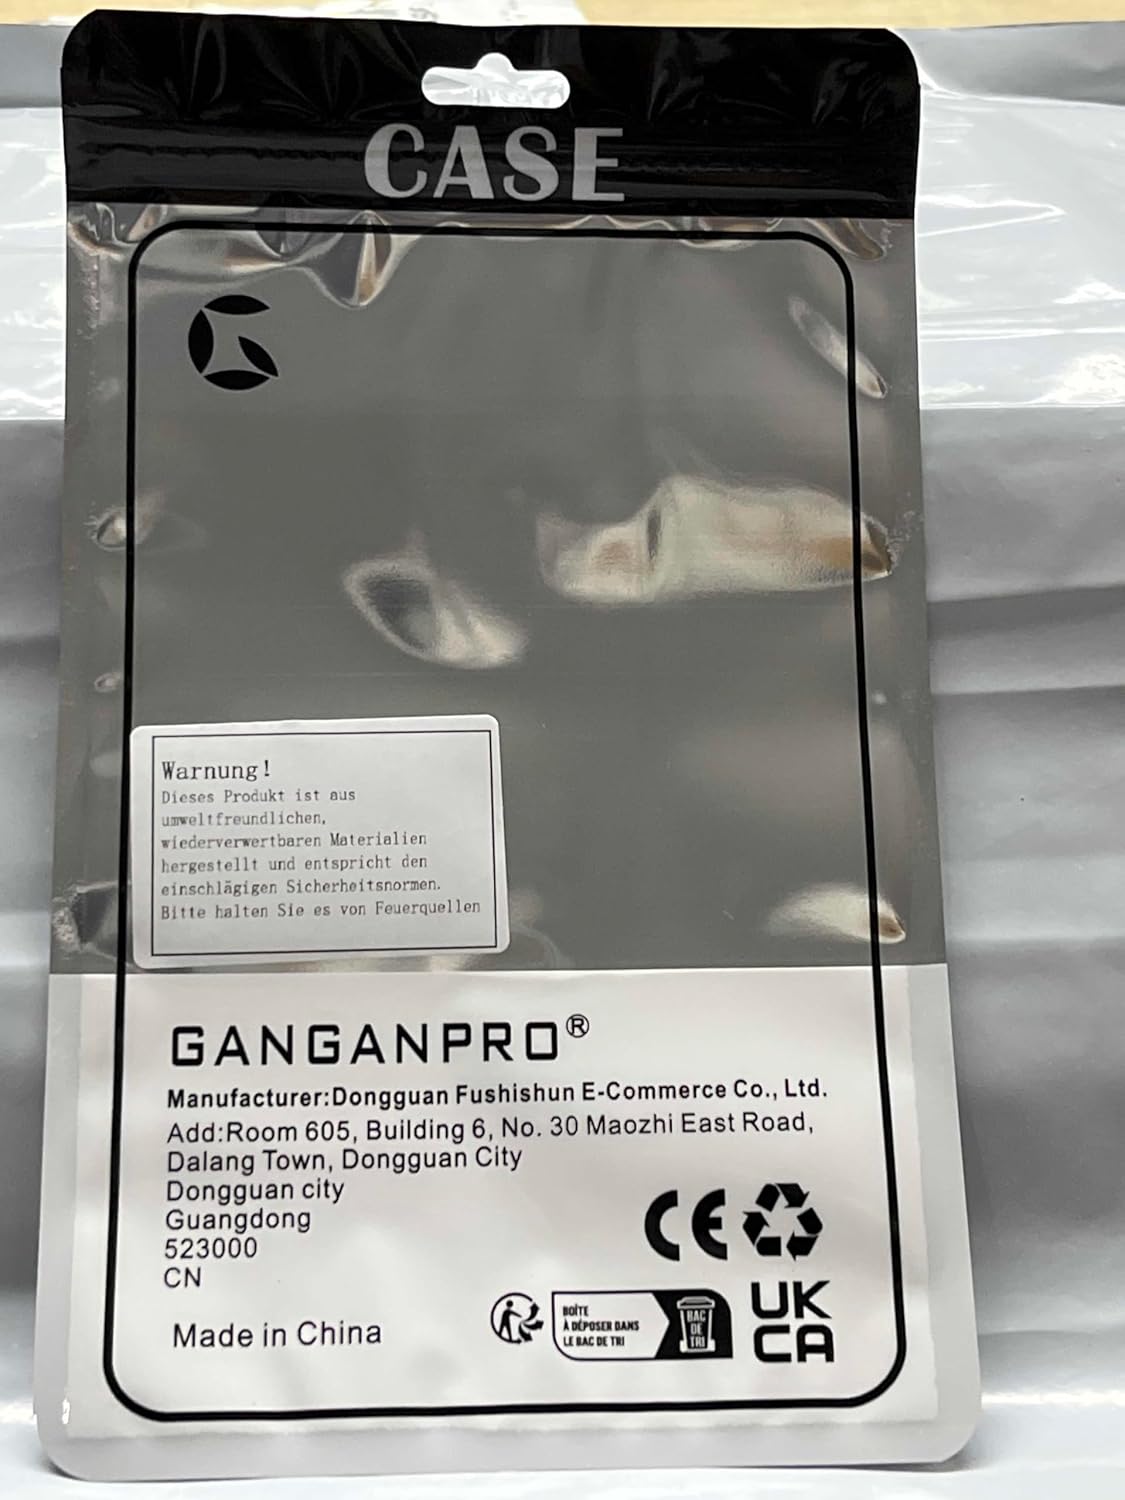 CASE
Warnung!
Dieses Produkt ist aus
umweltfreundlichen,
wiederverwertbaren Materialien
hergestellt und entspricht den
einschlägigen Sicherheitsnormen.
Bitte halten Sie es von Feuerquellen
GANGANPRO®
Manufacturer:Dongguan Fushishun E-Commerce Co., Ltd.
Add:Room 605, Building 6, No. 30 Maozhi East Road,
Dalang Town, Dongguan City
Dongguan city
Guangdong
523000
CN
CE
Made in China
BOÎTE
À DÉPOSER DANS
LE BAC DE TRI
BAC
DE
TRI
UK
CA